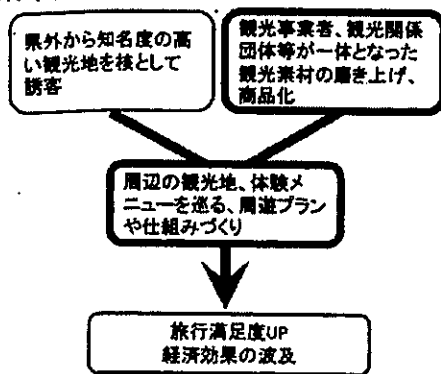 県外から知名度の高
い観光地を核として
誘客
観光事業者、観光関係
団体等が一体となった
観光素材の磨き上げ、
商品化
周辺の観光地、体験メ
ニューを巡る、周遊プラン
や仕組みづくり
旅行満足度UP
経済効果の波及